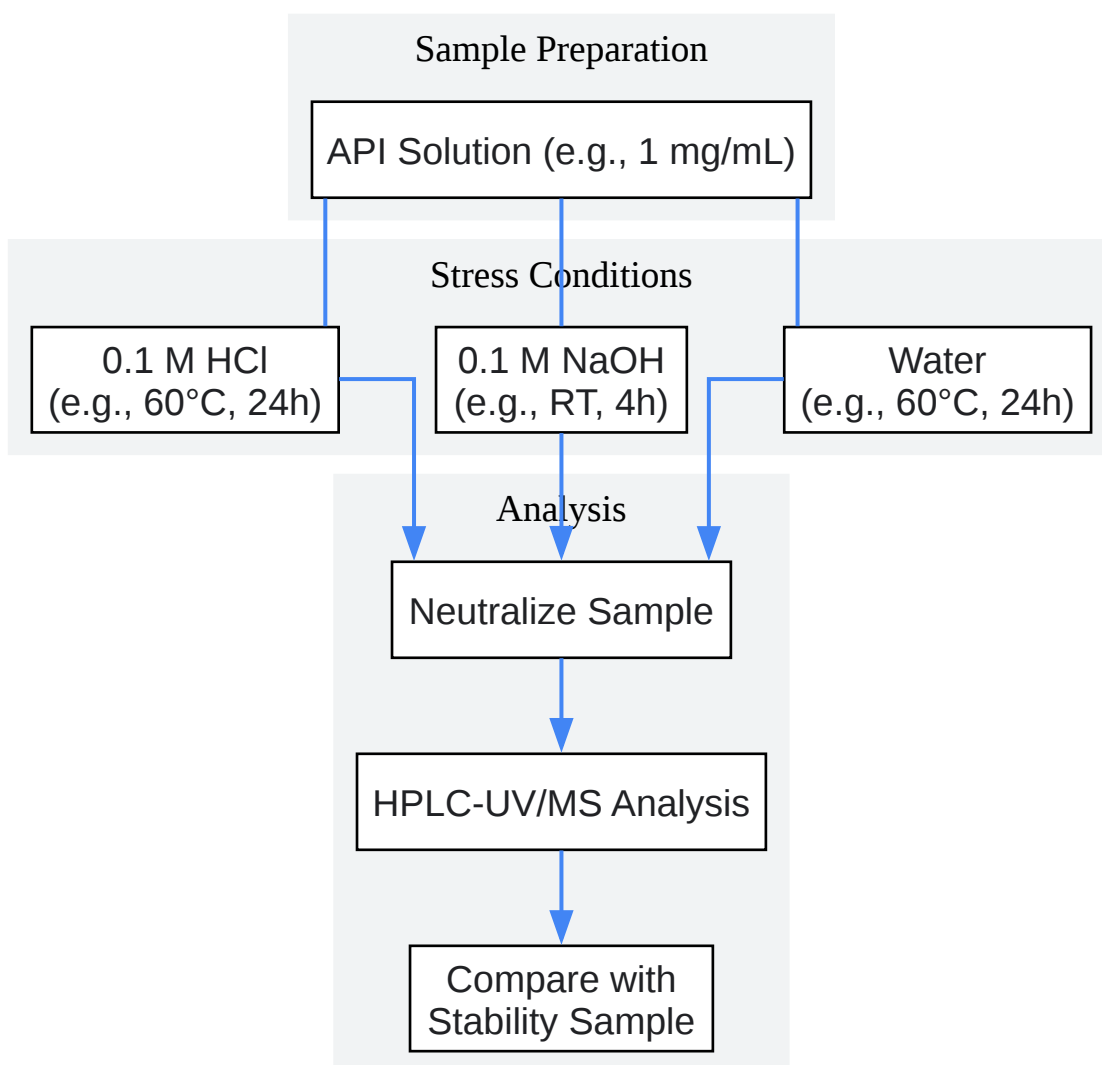 Sample Preparation
API Solution (e.g., 1 mg/mL)
Stress Conditions
0.1 M HCl
(e.g., 60°C, 24h)
0.1 M NaOH
(e.g., RT, 4h)
Water
(e.g., 60°C, 24h)
Analysis
Neutralize Sample
HPLC-UV/MS Analysis
Compare with
Stability Sample